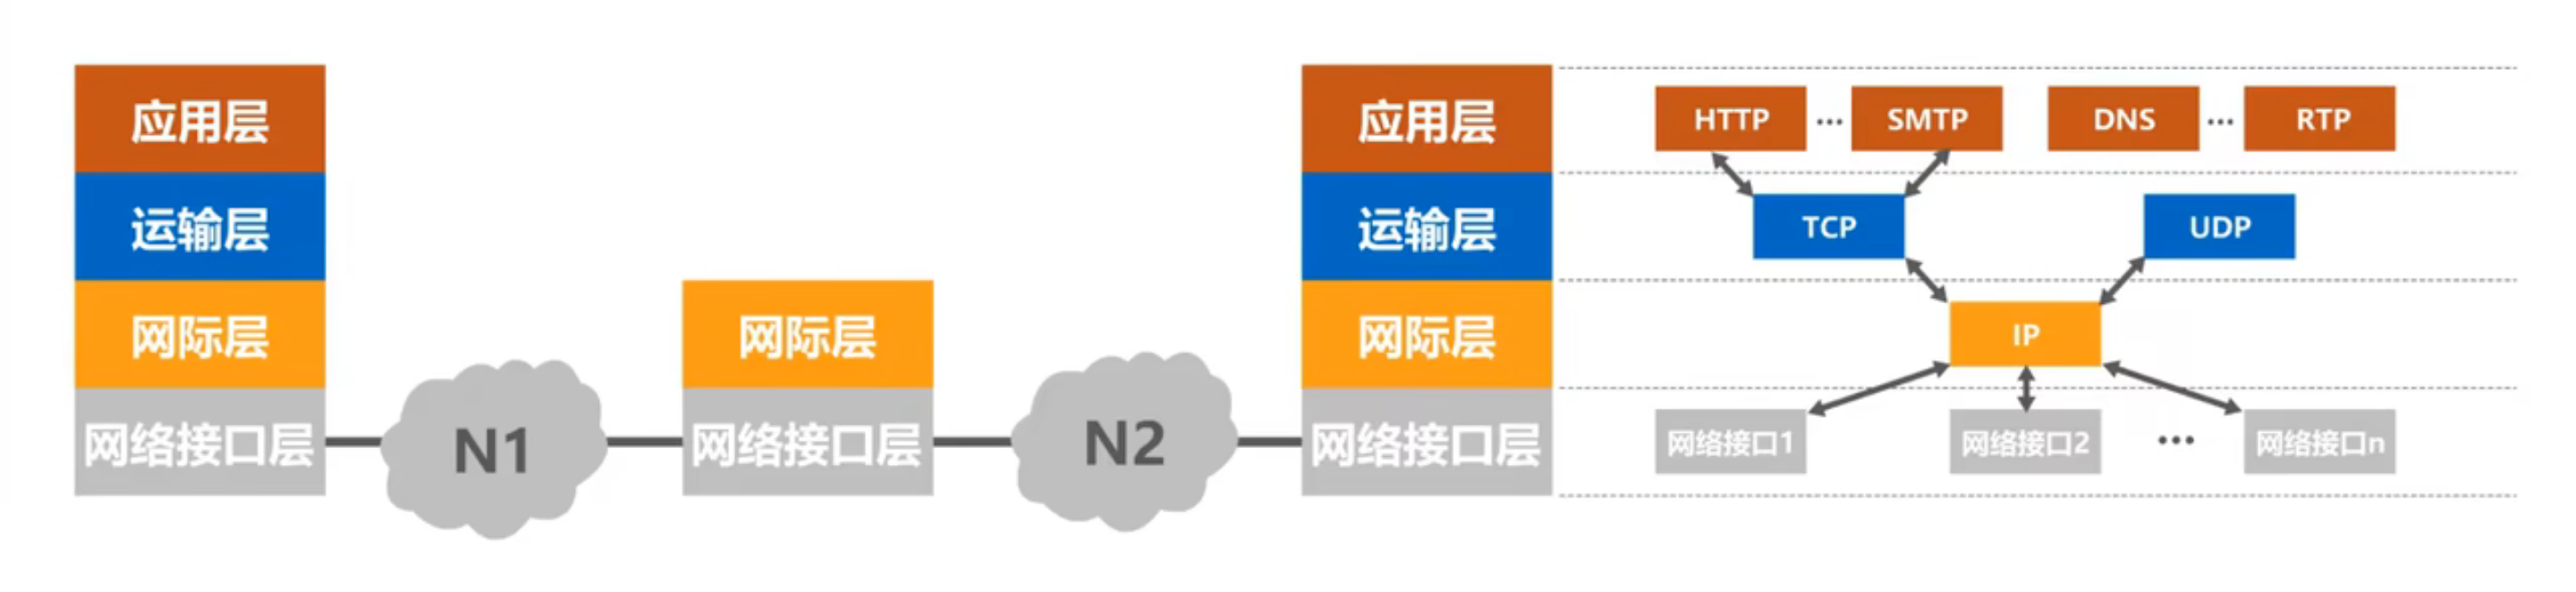 应用层
运输层
网际层
网络接口层
N1
网际层
网络接口层
N2
应用层
运输层
网际层
网络接口层
HTTP ··· SMTP DNS ··· RTP
TCP UDP
IP
网络接口1 网络接口2 ··· 网络接口n